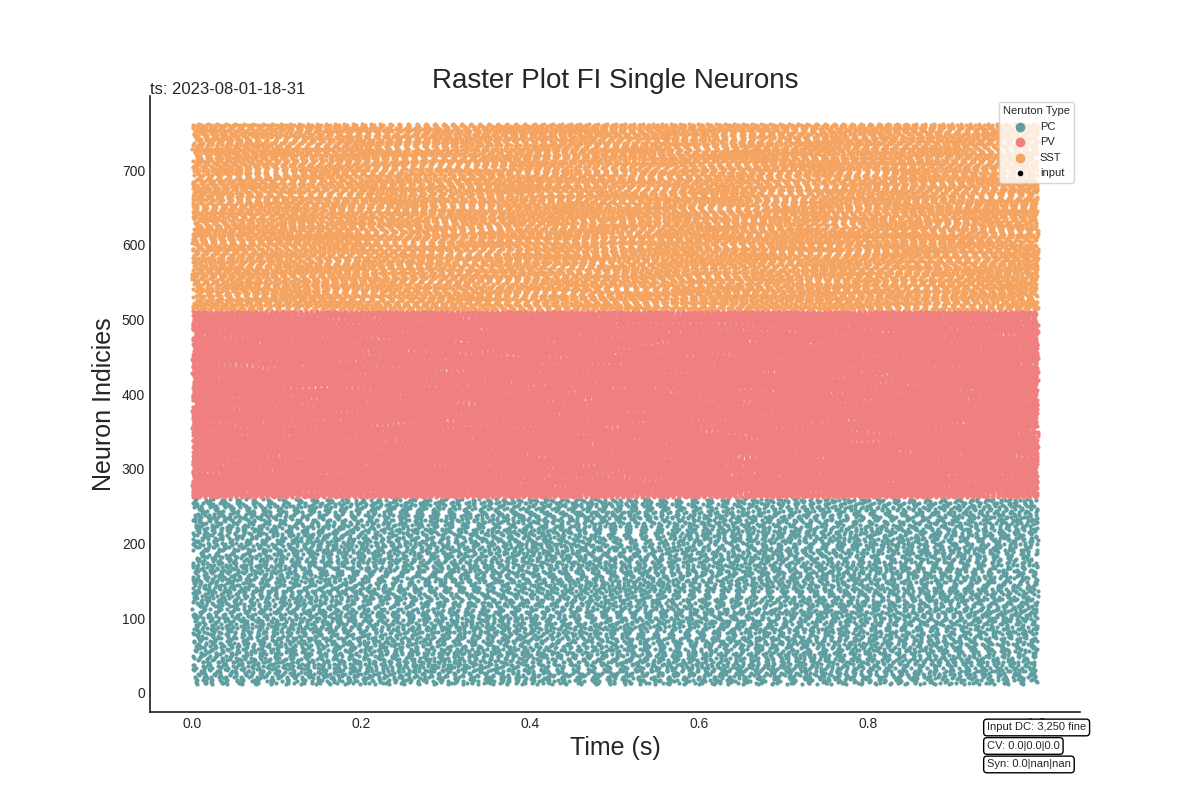 Raster Plot FI Single Neurons
ts: 2023-08-01-18-31
Neruton Type
PC
PV
SST
input
Neuron Indicies
700
600
500
400
300
200
100
0
0.0
0.2
0.4
0.6
0.8
Time (s)
Input DC: 3,250 fine
CV: 0.0|0.0|0.0
Syn: 0.0|nan|nan